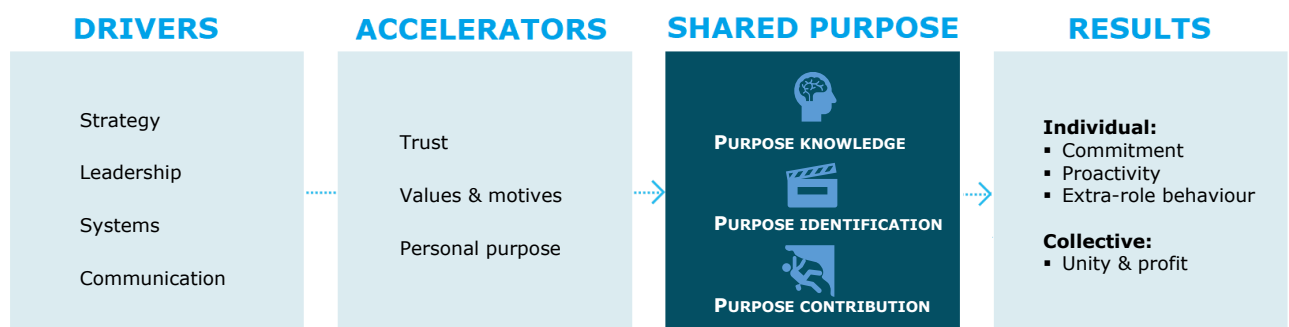 DRIVERS
Strategy
Leadership
Systems
Communication
ACCELERATORS
Trust
Values & motives
Personal purpose
SHARED PURPOSE
PURPOSE KNOWLEDGE
PURPOSE IDENTIFICATION
PURPOSE CONTRIBUTION
RESULTS
Individual:
▪ Commitment
▪ Proactivity
▪ Extra-role behaviour
Collective:
▪ Unity & profit